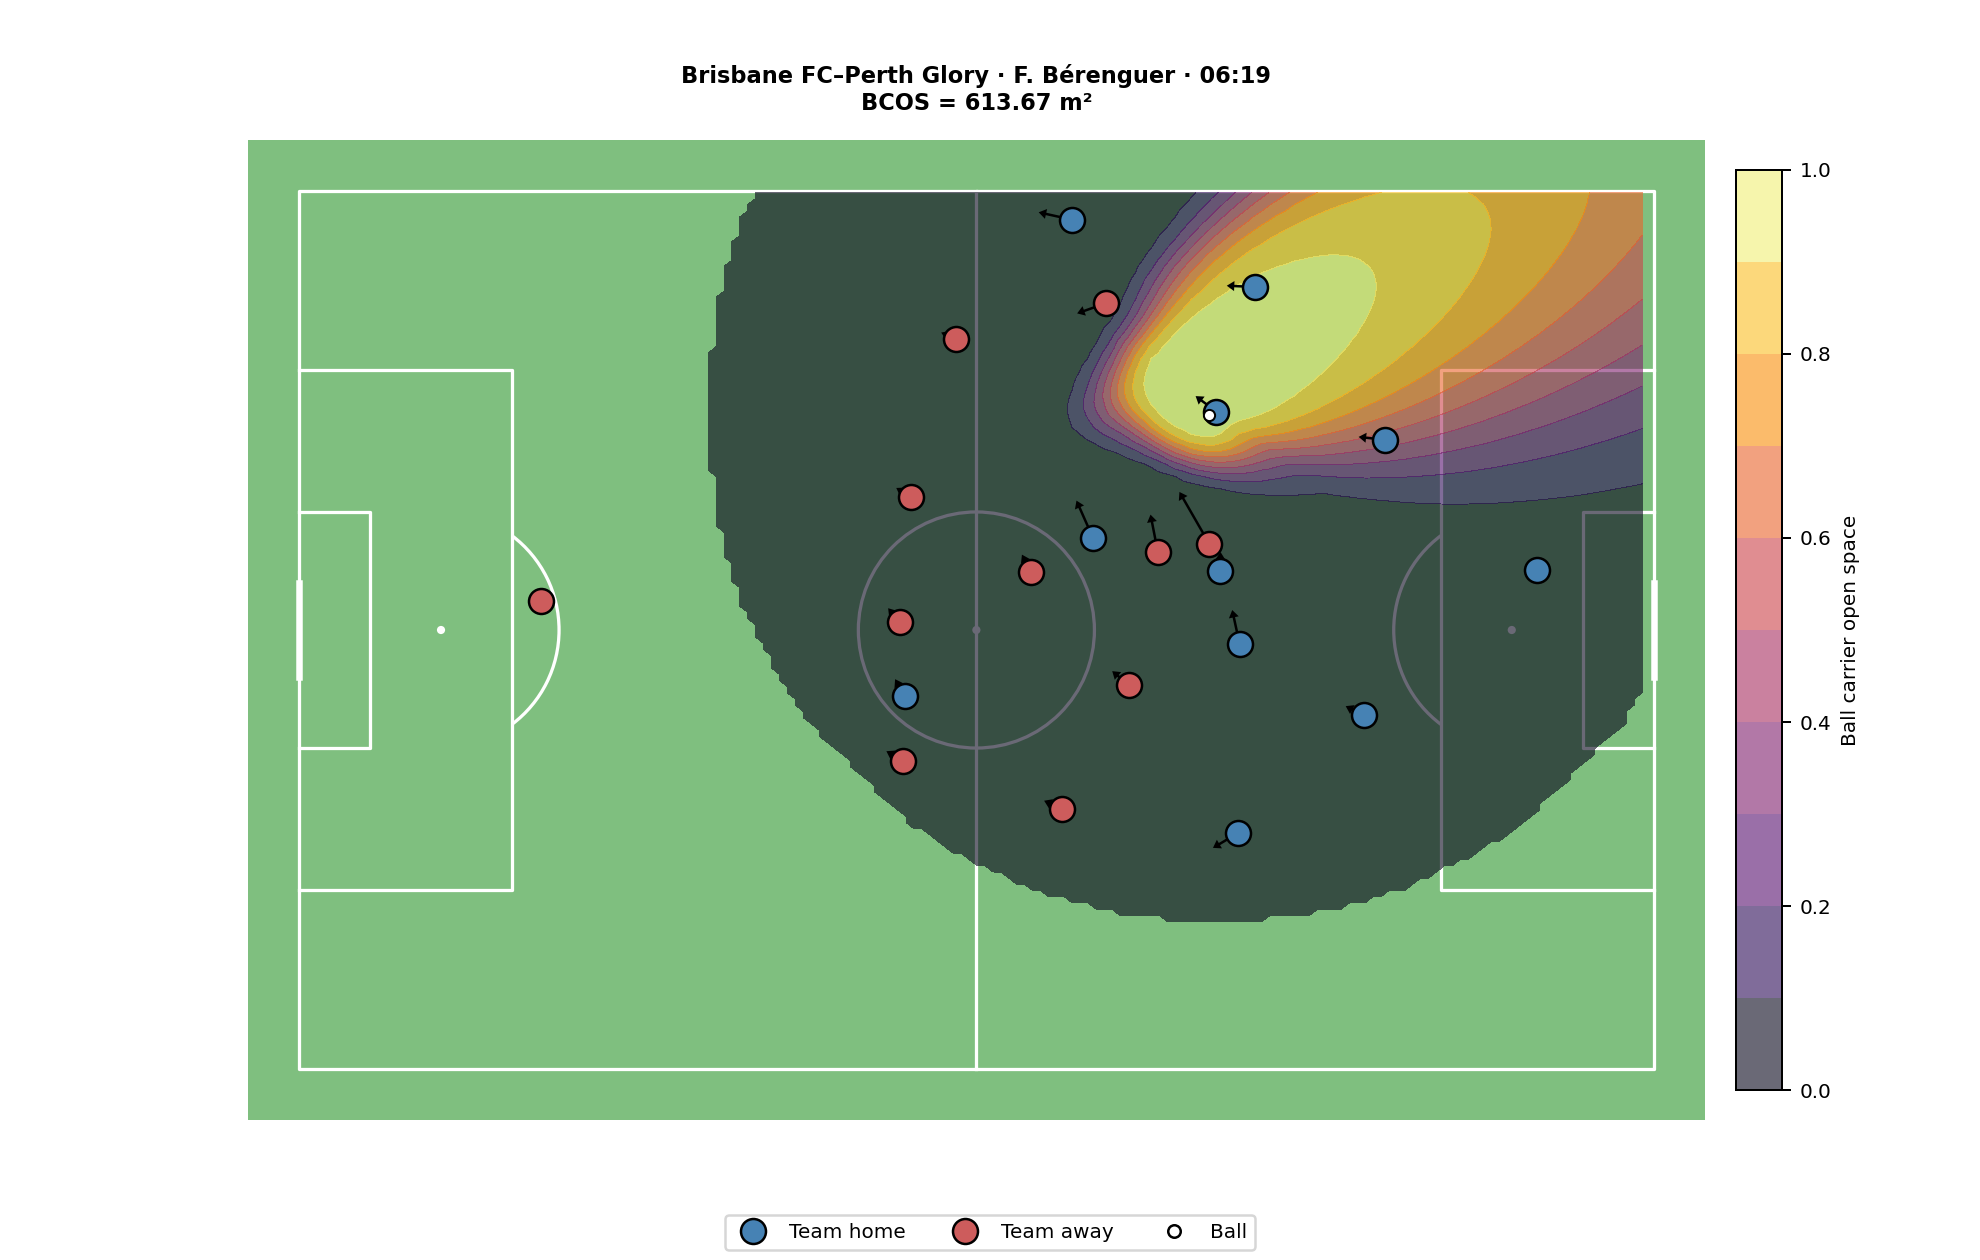 Brisbane FC–Perth Glory · F. Bérenguer · 06:19
BCOS = 613.67 m²
1.0
0.8
0.6
0.4
0.2
0.0
Ball carrier open space
Team home
Team away
Ball